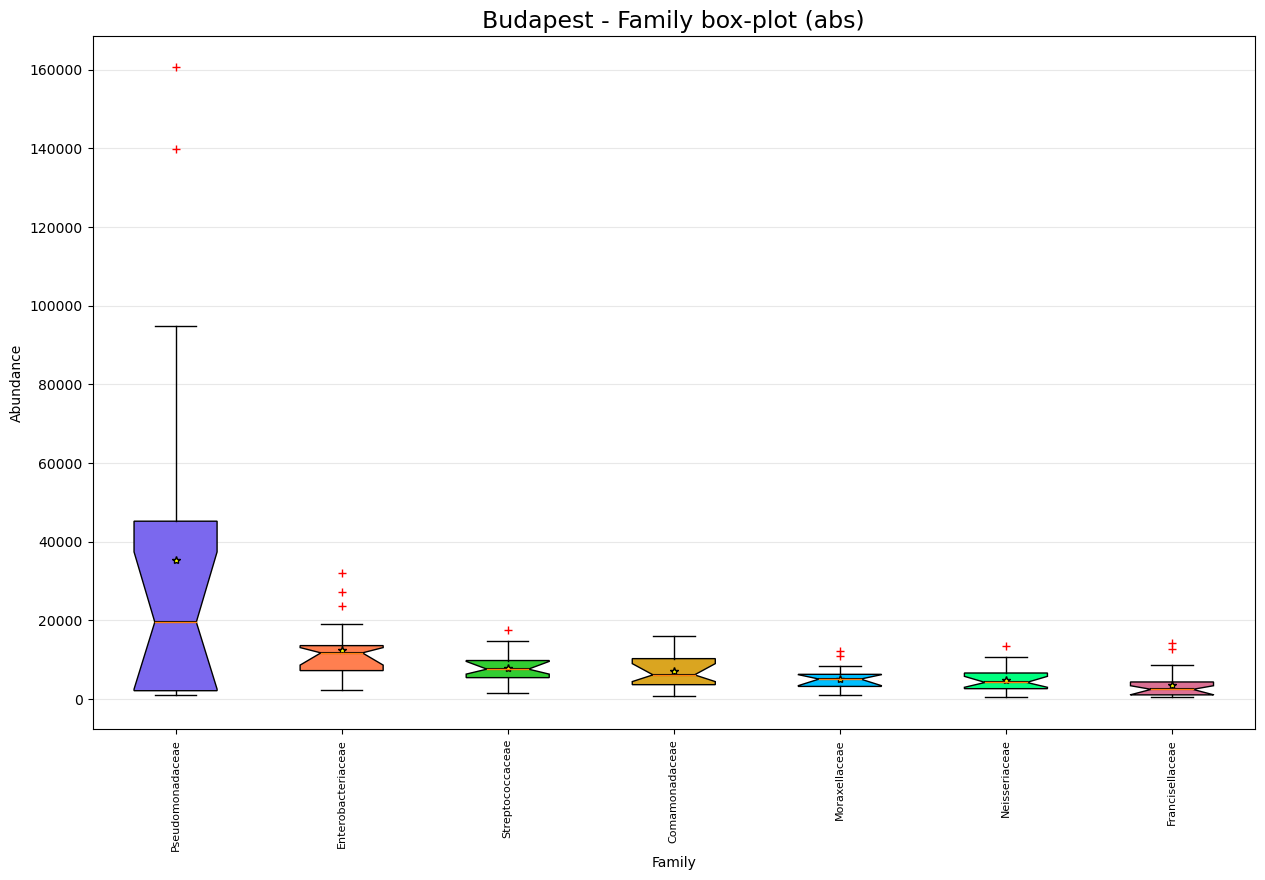 Budapest - Family box-plot (abs)
160000
140000
120000
100000
80000
60000
40000
20000
0
Abundance
Pseudomonadaceae
Enterobacteriaceae
Streptococcaceae
Comamonadaceae
Moraxellaceae
Neisseriaceae
Francisellaceae
Family